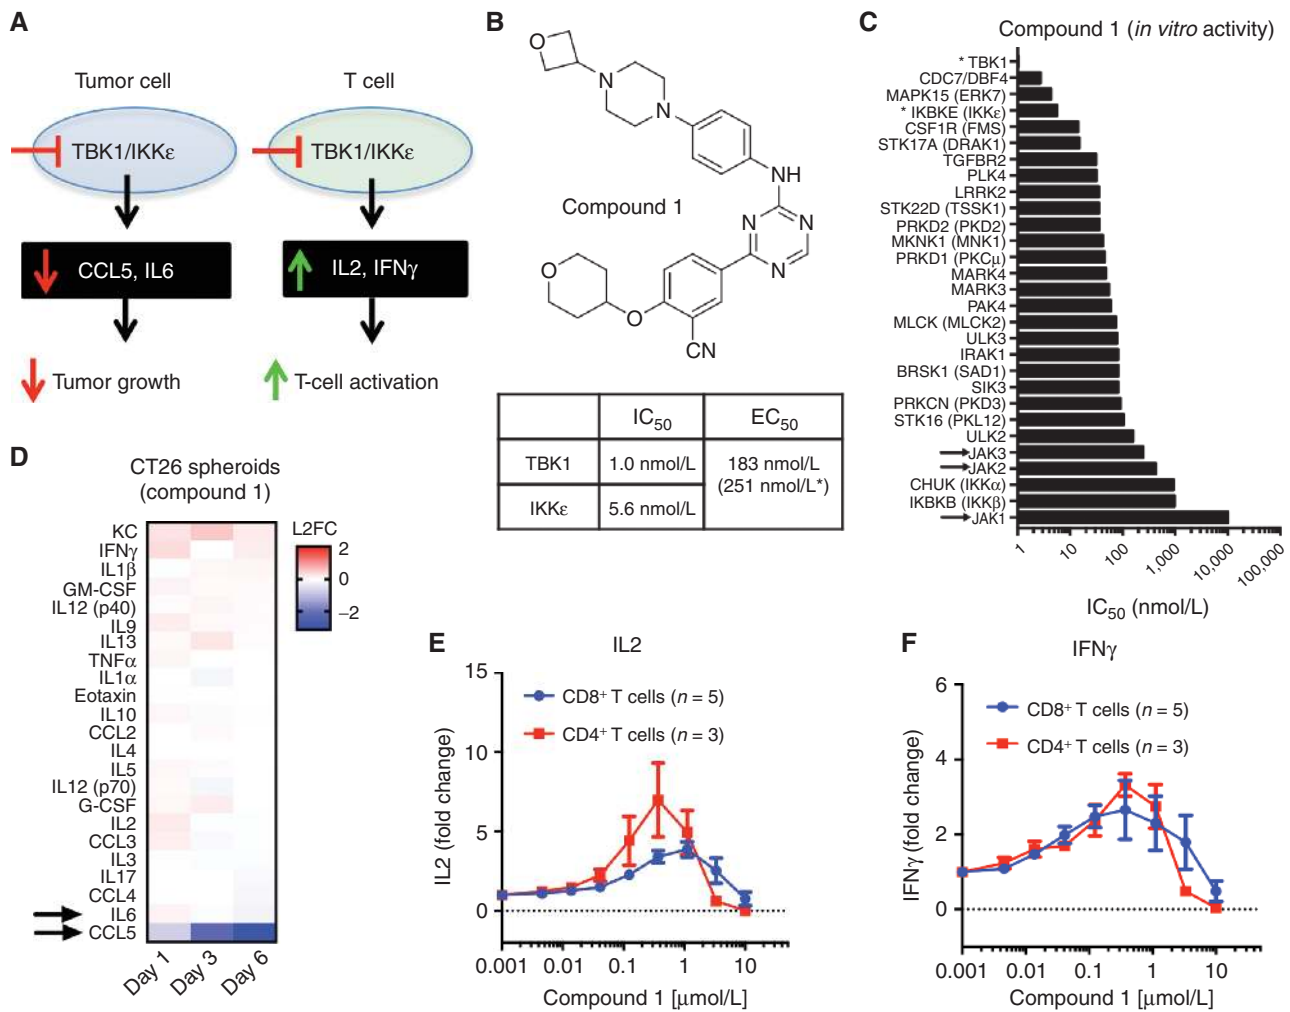 A
Tumor cell
T cell
TBK1/IKKε
TBK1/IKKε
CCL5, IL6
IL2, IFNγ
Tumor growth
T-cell activation
B
O
N
N
NH
Compound 1
N
N
N
O
O
CN
IC50
EC50
TBK1
1.0 nmol/L
183 nmol/L
(251 nmol/L*)
IKKε
5.6 nmol/L
C
Compound 1 (in vitro activity)
* TBK1
CDC7/DBF4
MAPK15 (ERK7)
* IKBKE (IKKε)
CSF1R (FMS)
STK17A (DRAK1)
TGFBR2
PLK4
LRRK2
STK22D (TSSK1)
PRKD2 (PKD2)
MKNK1 (MNK1)
PRKD1 (PKCμ)
MARK4
MARK3
PAK4
MLCK (MLCK2)
ULK3
IRAK1
BRSK1 (SAD1)
SIK3
PRKCN (PKD3)
STK16 (PKL12)
ULK2
JAK3
JAK2
CHUK (IKKα)
IKBKB (IKKβ)
JAK1
1
10
100
1,000
10,000
100,000
IC50 (nmol/L)
D
CT26 spheroids
(compound 1)
KC
IFNγ
IL1β
GM-CSF
IL12 (p40)
IL9
IL13
TNFα
IL1α
Eotaxin
IL10
CCL2
IL4
IL5
IL12 (p70)
G-CSF
IL2
CCL3
IL3
IL17
CCL4
IL6
CCL5
Day 1
Day 3
Day 6
L2FC
2
0
−2
E
IL2
IL2 (fold change)
15
10
5
0
CD8+ T cells (n = 5)
CD4+ T cells (n = 3)
0.001
0.01
0.1
1
10
Compound 1 [μmol/L]
F
IFNγ
IFNγ (fold change)
6
4
2
0
CD8+ T cells (n = 5)
CD4+ T cells (n = 3)
0.001
0.01
0.1
1
10
Compound 1 [μmol/L]